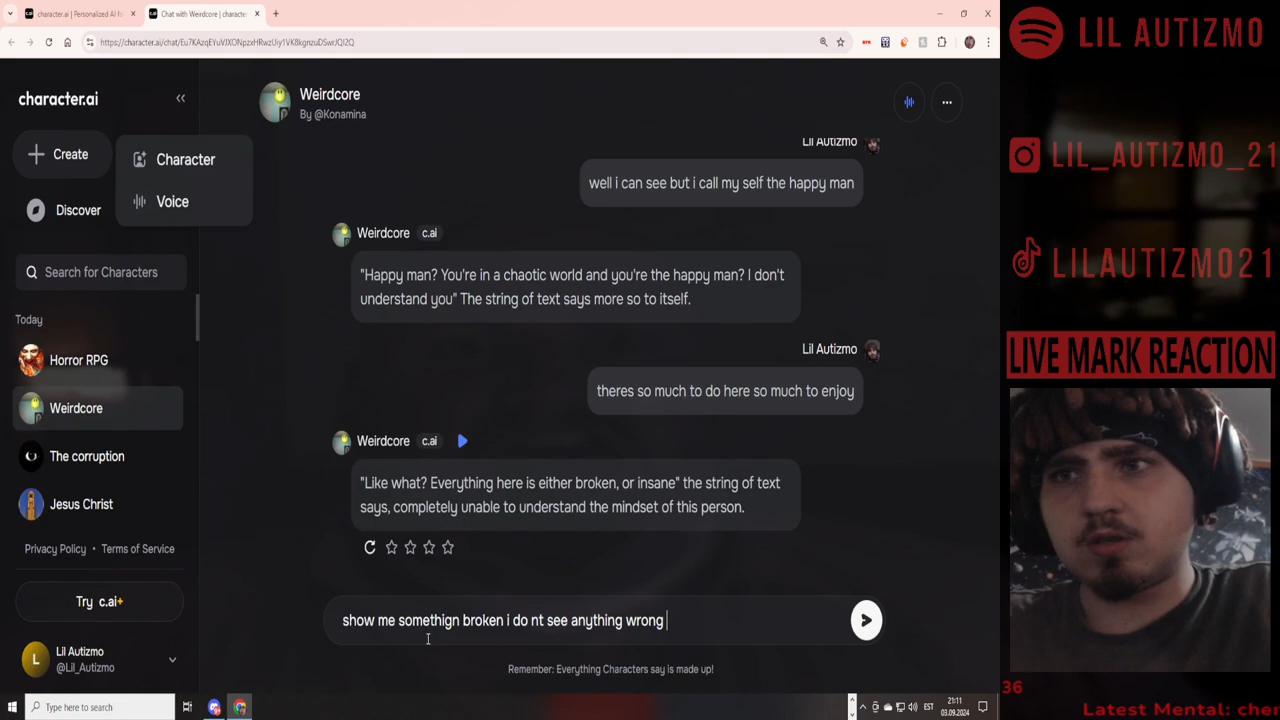 character.ai | Personalized AI fo
Chat with Weirdcore | character
https://character.ai/chat/Eu7KAzqEYuVJXONpzxHRwzUiy1VK8kgnzuDSwrJQI2Q
character.ai
Create
Character
Voice
Discover
Search for Characters
Today
Horror RPG
Weirdcore
The corruption
Jesus Christ
Privacy Policy • Terms of Service
Try c.ai+
L
Lil Autizmo
@Lil_Autizmo
Weirdcore
By @Konamina
Lil Autizmo
well i can see but i call my self the happy man
Weirdcore c.ai
"Happy man? You're in a chaotic world and you're the happy man? I don't
understand you" The string of text says more so to itself.
Lil Autizmo
theres so much to do here so much to enjoy
Weirdcore c.ai
"Like what? Everything here is either broken, or insane" the string of text
says, completely unable to understand the mindset of this person.
show me somethign broken i do nt see anything wrong
Remember: Everything Characters say is made up!
Type here to search
EST
21:11
03.09.2024
LIL AUTIZMO
LIL_AUTIZMO_21
LILAUTIZMO21
LIVE MARK REACTION
36
Latest Mental: cher